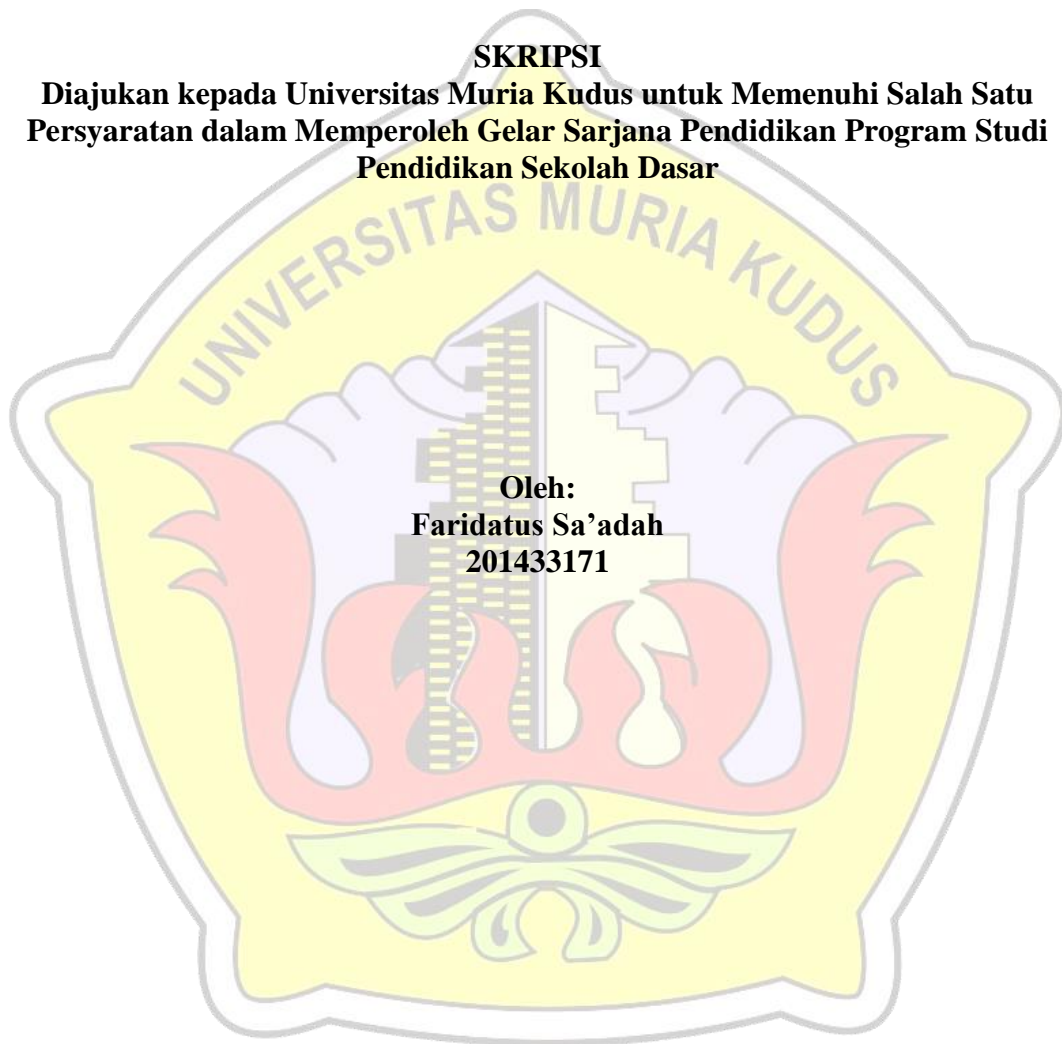 SKRIPSI
Diajukan kepada Universitas Muria Kudus untuk Memenuhi Salah Satu
Persyaratan dalam Memperoleh Gelar Sarjana Pendidikan Program Studi
Pendidikan Sekolah Dasar
UNIVERSITAS MURIA KUDUS
Oleh:
Faridatus Sa’adah
201433171